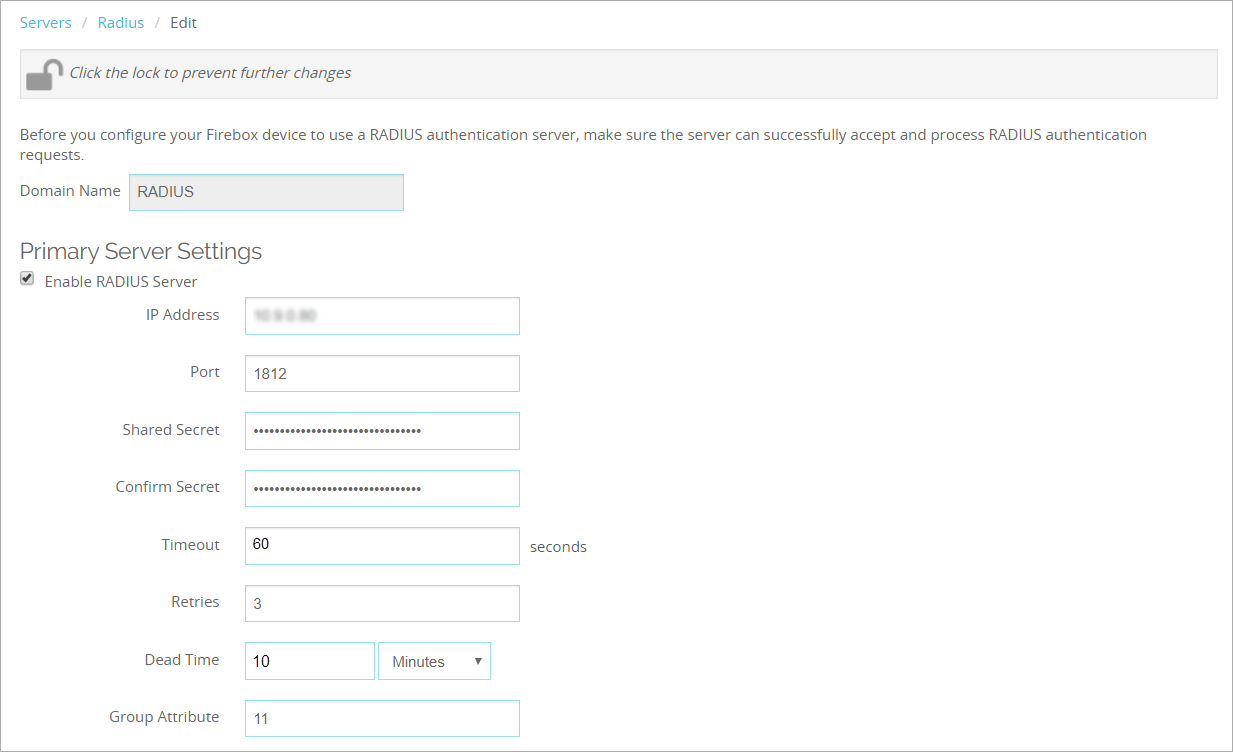 Servers / Radius / Edit
Click the lock to prevent further changes
Before you configure your Firebox device to use a RADIUS authentication server, make sure the server can successfully accept and process RADIUS authentication
requests.
Domain Name RADIUS
Primary Server Settings
Enable RADIUS Server
IP Address
Port 1812
Shared Secret ••••••••••••••••••••••••••••••••
Confirm Secret ••••••••••••••••••••••••••••••••
Timeout 60 seconds
Retries 3
Dead Time 10 Minutes
Group Attribute 11